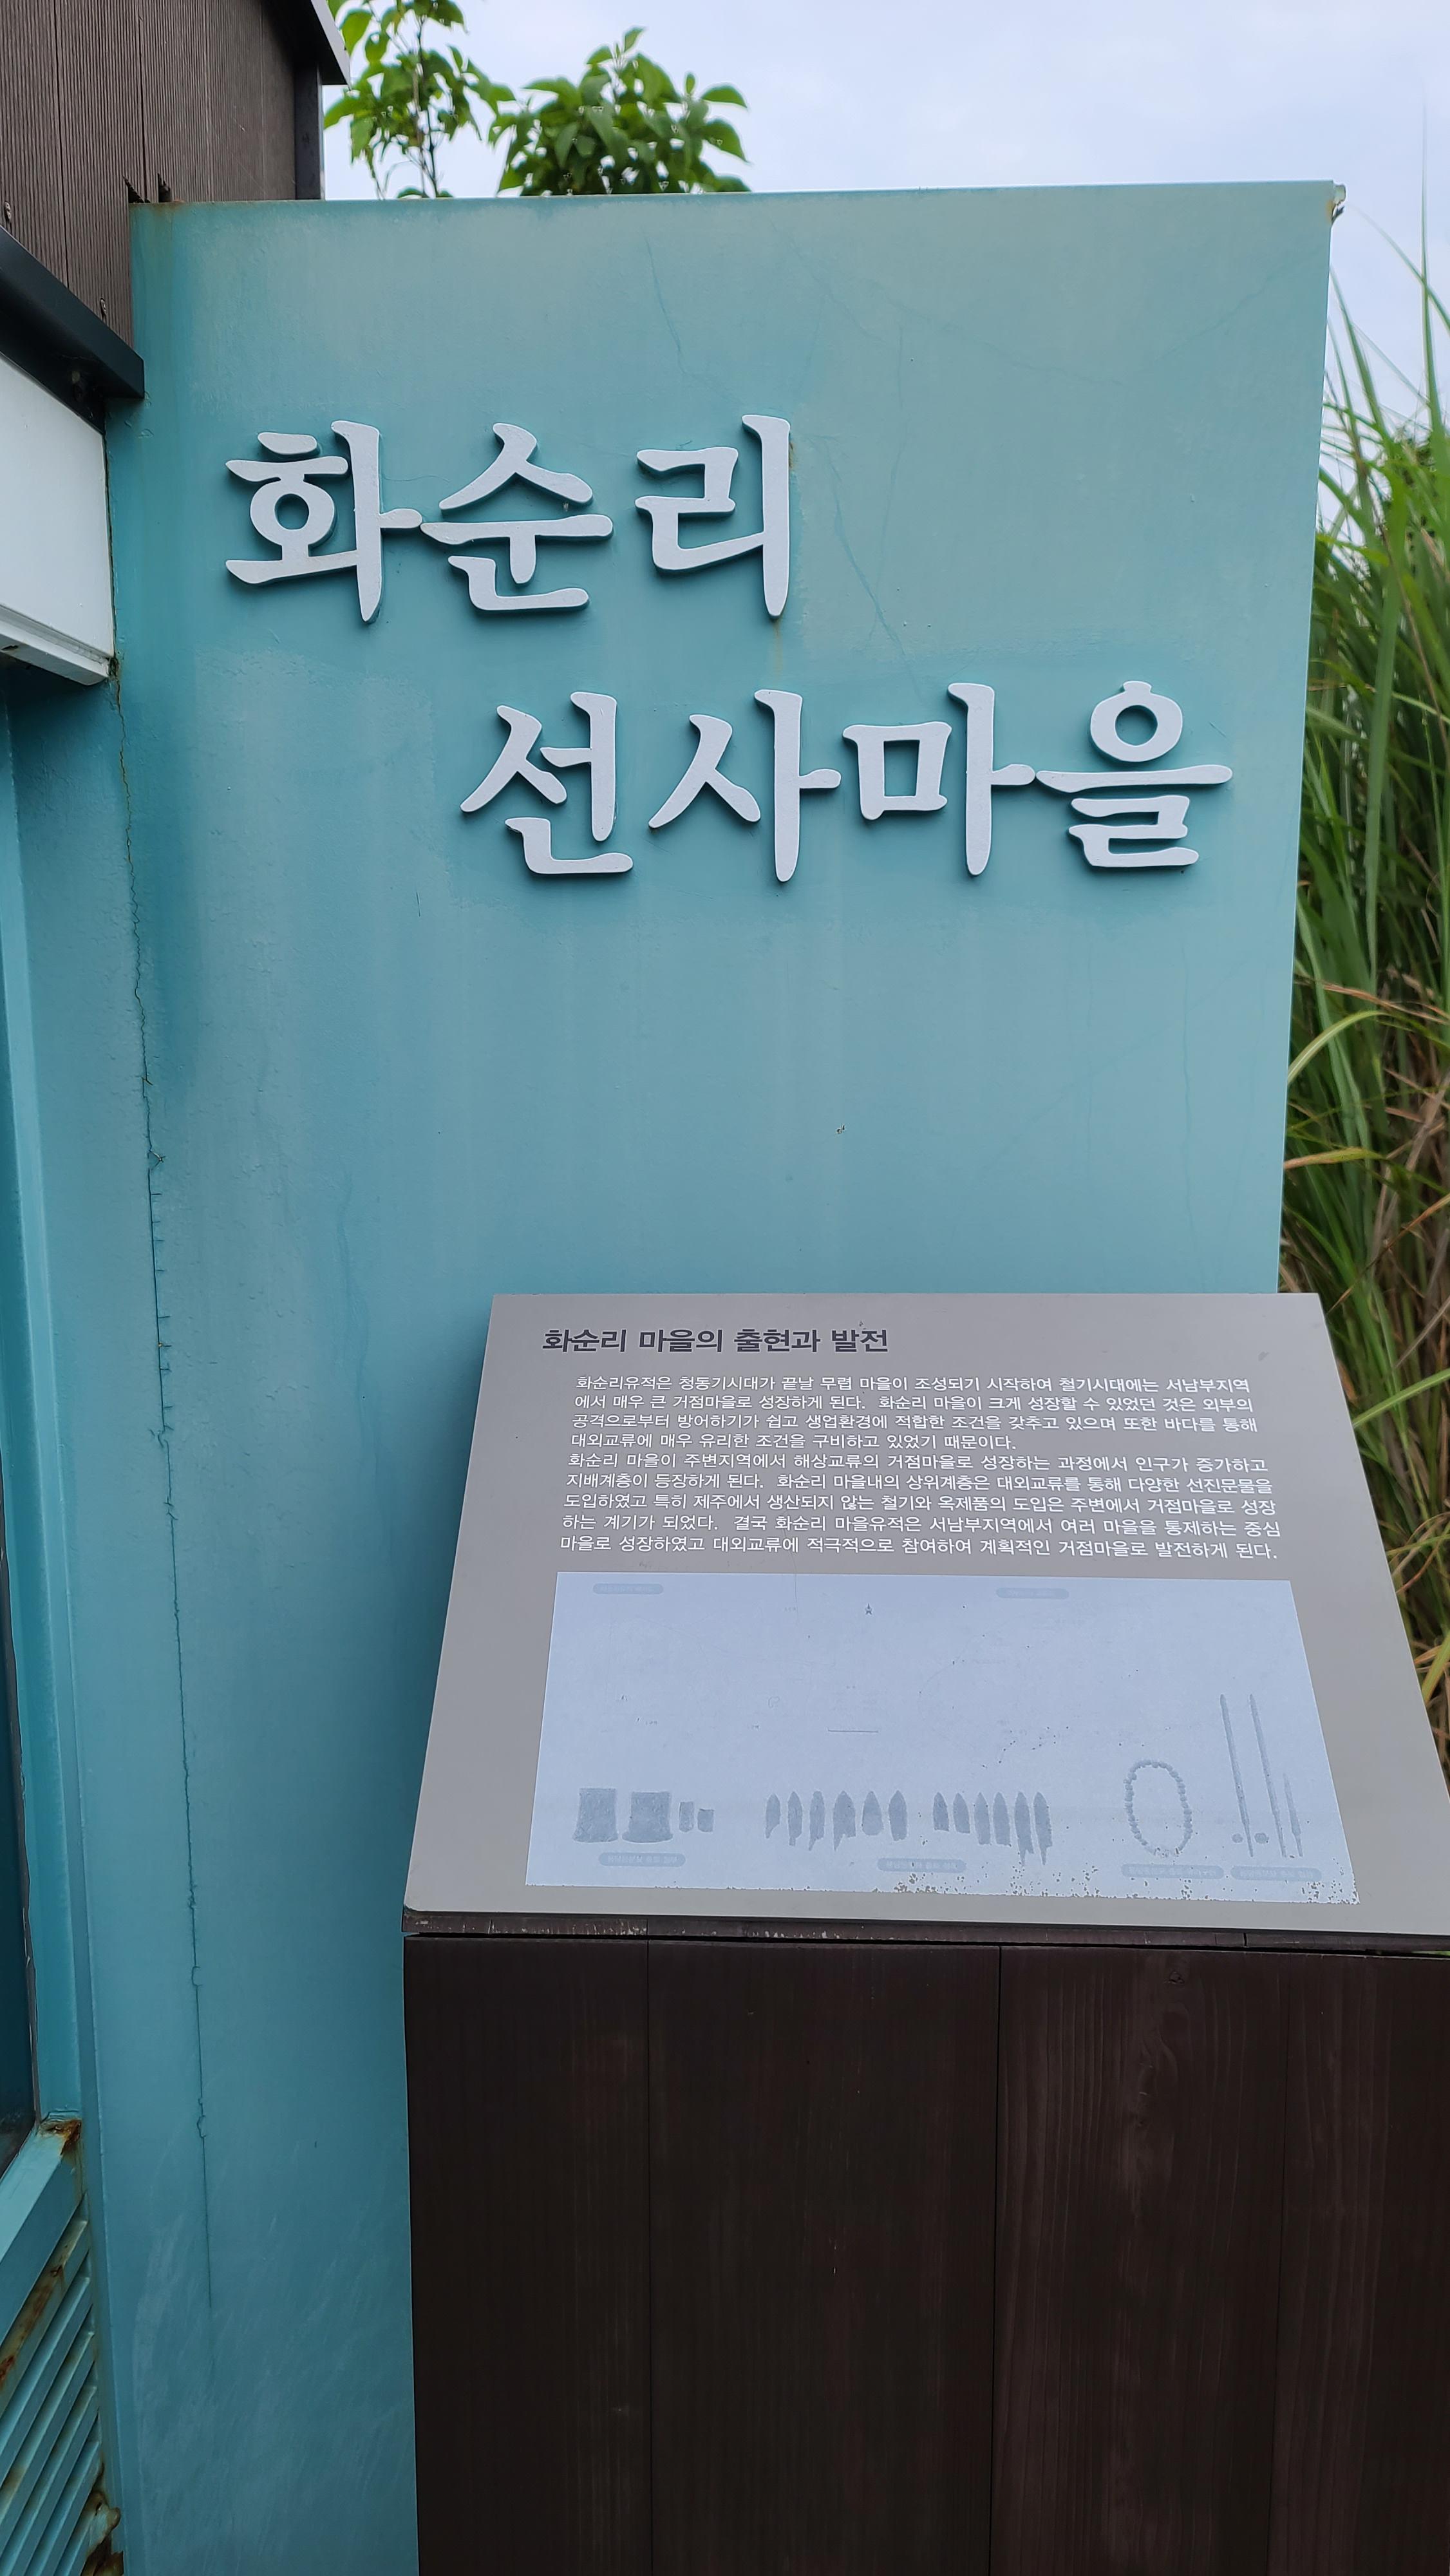 화순리
선사마을
화순리 마을의 출현과 발전
화순리유적은 청동기시대가 끝날 무렵 마을이 조성되기 시작하여 철기시대에는 서남부지역
에서 매우 큰 거점마을로 성장하게 된다. 화순리 마을이 크게 성장할 수 있었던 것은 외부의
공격으로부터 방어하기가 쉽고 생업환경에 적합한 조건을 갖추고 있으며 또한 바다를 통해
대외교류에 매우 유리한 조건을 구비하고 있었기 때문이다.
화순리 마을이 주변지역에서 해상교류의 거점마을로 성장하는 과정에서 인구가 증가하고
지배계층이 등장하게 된다. 화순리 마을내의 상위계층은 대외교류를 통해 다양한 선진문물을
도입하였고 특히 제주에서 생산되지 않는 철기와 옥제품의 도입은 주변에서 거점마을로 성장
하는 계기가 되었다. 결국 화순리 마을유적은 서남부지역에서 여러 마을을 통제하는 중심
마을로 성장하였고 대외교류에 적극적으로 참여하여 계획적인 거점마을로 발전하게 된다.